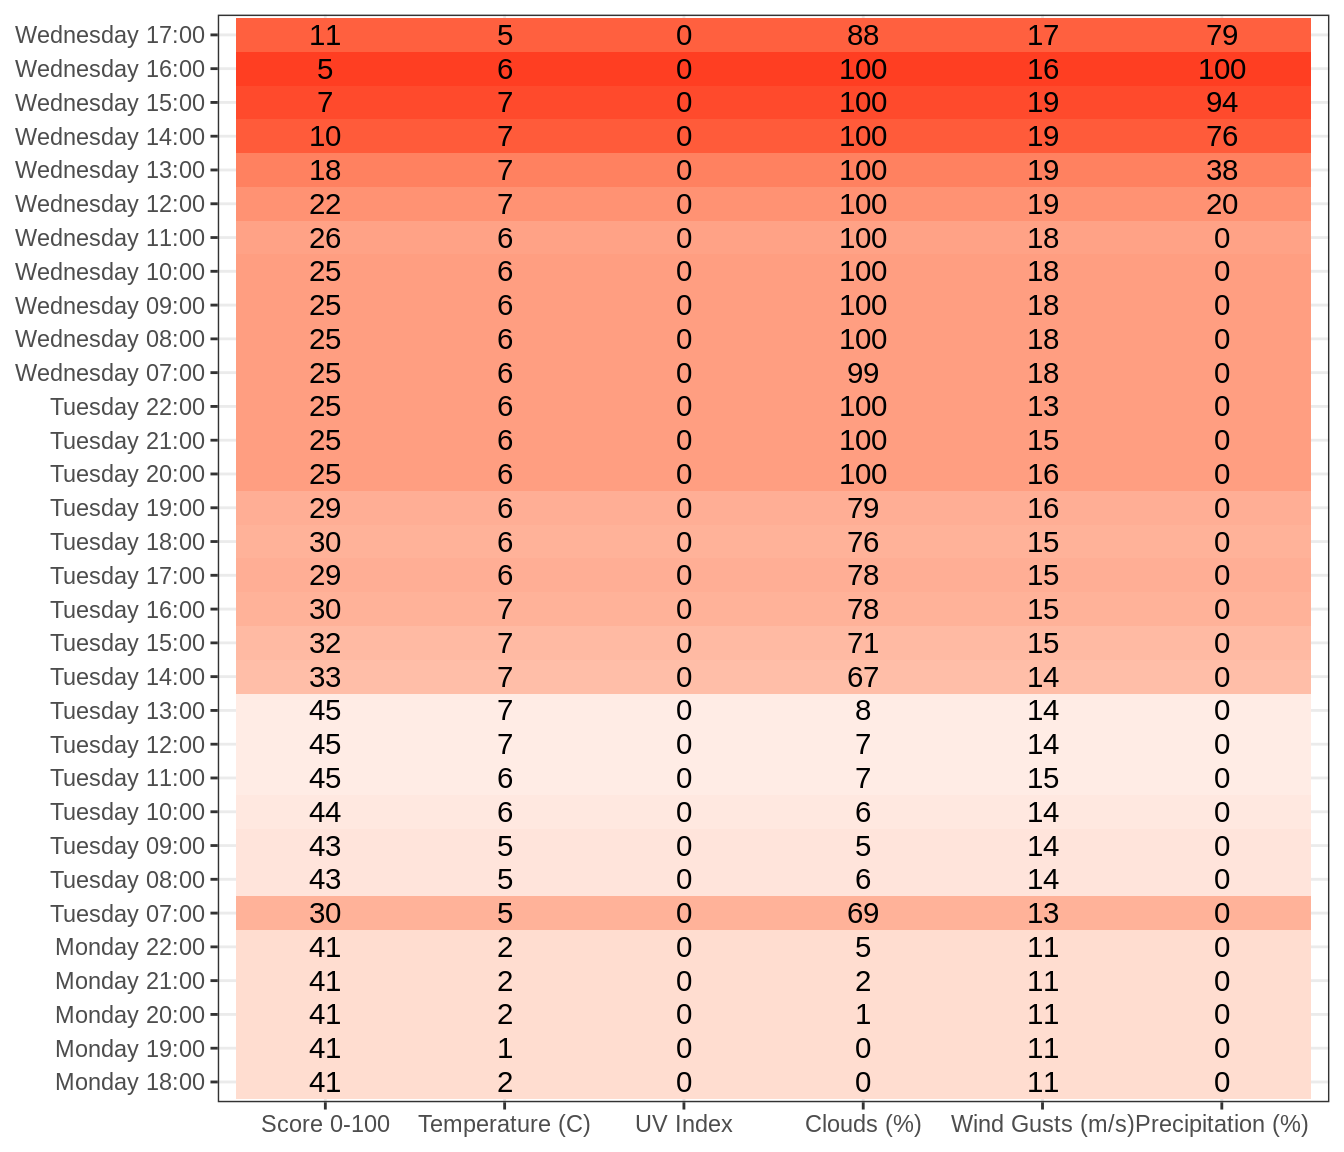 Wednesday 17:00 11 5 0 88 17 79
Wednesday 16:00 5 6 0 100 16 100
Wednesday 15:00 7 7 0 100 19 94
Wednesday 14:00 10 7 0 100 19 76
Wednesday 13:00 18 7 0 100 19 38
Wednesday 12:00 22 7 0 100 19 20
Wednesday 11:00 26 6 0 100 18 0
Wednesday 10:00 25 6 0 100 18 0
Wednesday 09:00 25 6 0 100 18 0
Wednesday 08:00 25 6 0 100 18 0
Wednesday 07:00 25 6 0 99 18 0
Tuesday 22:00 25 6 0 100 13 0
Tuesday 21:00 25 6 0 100 15 0
Tuesday 20:00 25 6 0 100 16 0
Tuesday 19:00 29 6 0 79 16 0
Tuesday 18:00 30 6 0 76 15 0
Tuesday 17:00 29 6 0 78 15 0
Tuesday 16:00 30 7 0 78 15 0
Tuesday 15:00 32 7 0 71 15 0
Tuesday 14:00 33 7 0 67 14 0
Tuesday 13:00 45 7 0 8 14 0
Tuesday 12:00 45 7 0 7 14 0
Tuesday 11:00 45 6 0 7 15 0
Tuesday 10:00 44 6 0 6 14 0
Tuesday 09:00 43 5 0 5 14 0
Tuesday 08:00 43 5 0 6 14 0
Tuesday 07:00 30 5 0 69 13 0
Monday 22:00 41 2 0 5 11 0
Monday 21:00 41 2 0 2 11 0
Monday 20:00 41 2 0 1 11 0
Monday 19:00 41 1 0 0 11 0
Monday 18:00 41 2 0 0 11 0
Score 0-100 Temperature (C) UV Index Clouds (%) Wind Gusts (m/s) Precipitation (%)